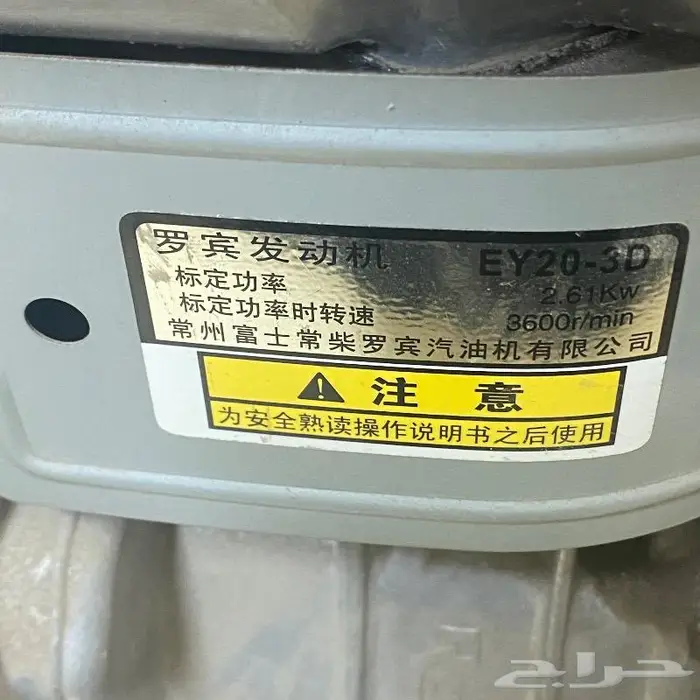 罗宾发动机 EY20-3D
标定功率 2.61Kw
标定功率时转速 3600r/min
常州富士常柴罗宾汽油机有限公司
注 意
为安全熟读操作说明书之后使用
حراج